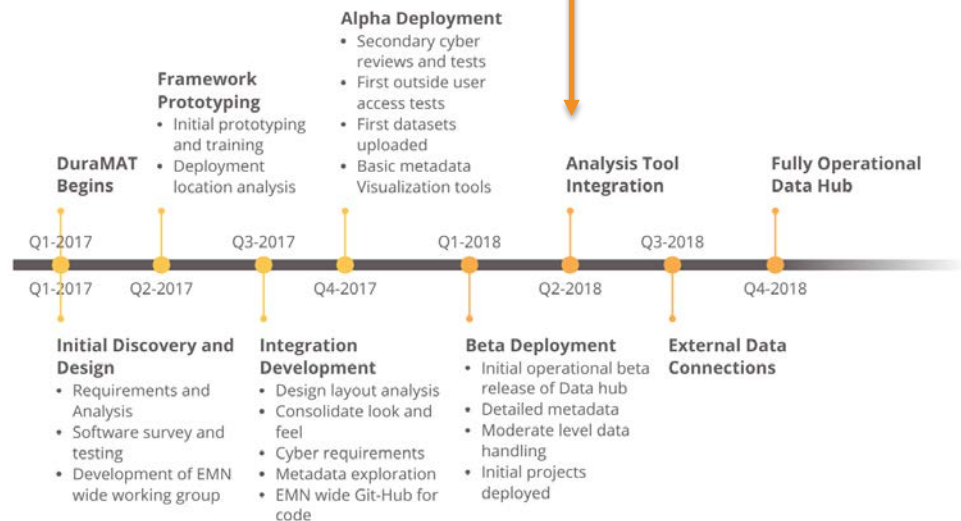 Alpha Deployment
• Secondary cyber
reviews and tests
• First outside user
access tests
• First datasets
uploaded
• Basic metadata
Visualization tools
Framework
Prototyping
• Initial prototyping
and training
• Deployment
location analysis
DuraMAT
Begins
Analysis Tool
Integration
Fully Operational
Data Hub
Q1-2017
Q3-2017
Q1-2018
Q3-2018
Q1-2017
Q2-2017
Q4-2017
Q2-2018
Q4-2018
Initial Discovery and
Design
• Requirements and
Analysis
• Software survey and
testing
• Development of EMN
wide working group
Integration
Development
• Design layout analysis
• Consolidate look and
feel
• Cyber requirements
• Metadata exploration
• EMN wide Git-Hub for
code
Beta Deployment
• Initial operational beta
release of Data hub
• Detailed metadata
• Moderate level data
handling
• Initial projects
deployed
External Data
Connections